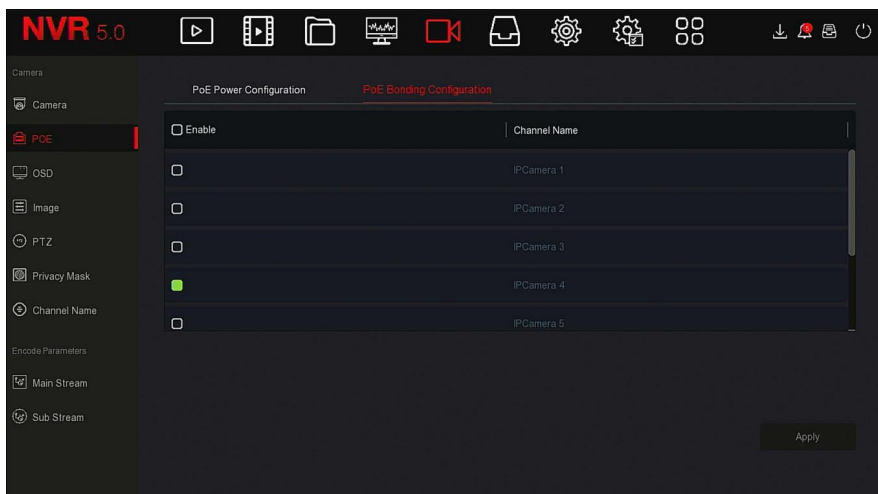 NVR 5.0
Camera
Camera
POE
OSD
Image
PTZ
Privacy Mask
Channel Name
Encode Parameters
Main Stream
Sub Stream
PoE Power Configuration
PoE Bonding Configuration
Enable
Channel Name
IPCamera 1
IPCamera 2
IPCamera 3
IPCamera 4
IPCamera 5
Apply